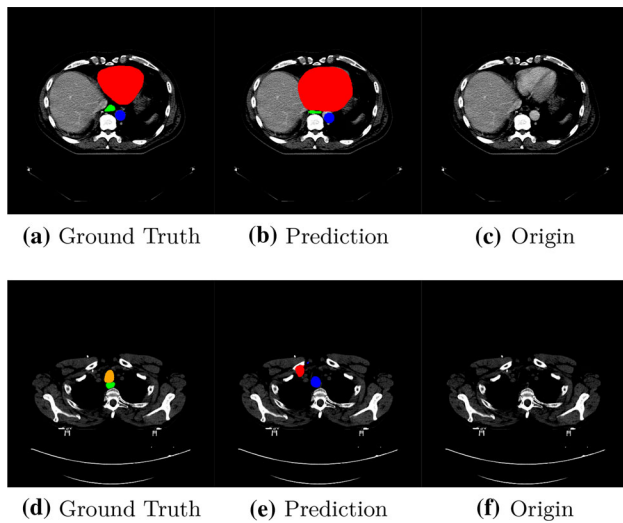 (a) Ground Truth
(b) Prediction
(c) Origin
(d) Ground Truth
(e) Prediction
(f) Origin